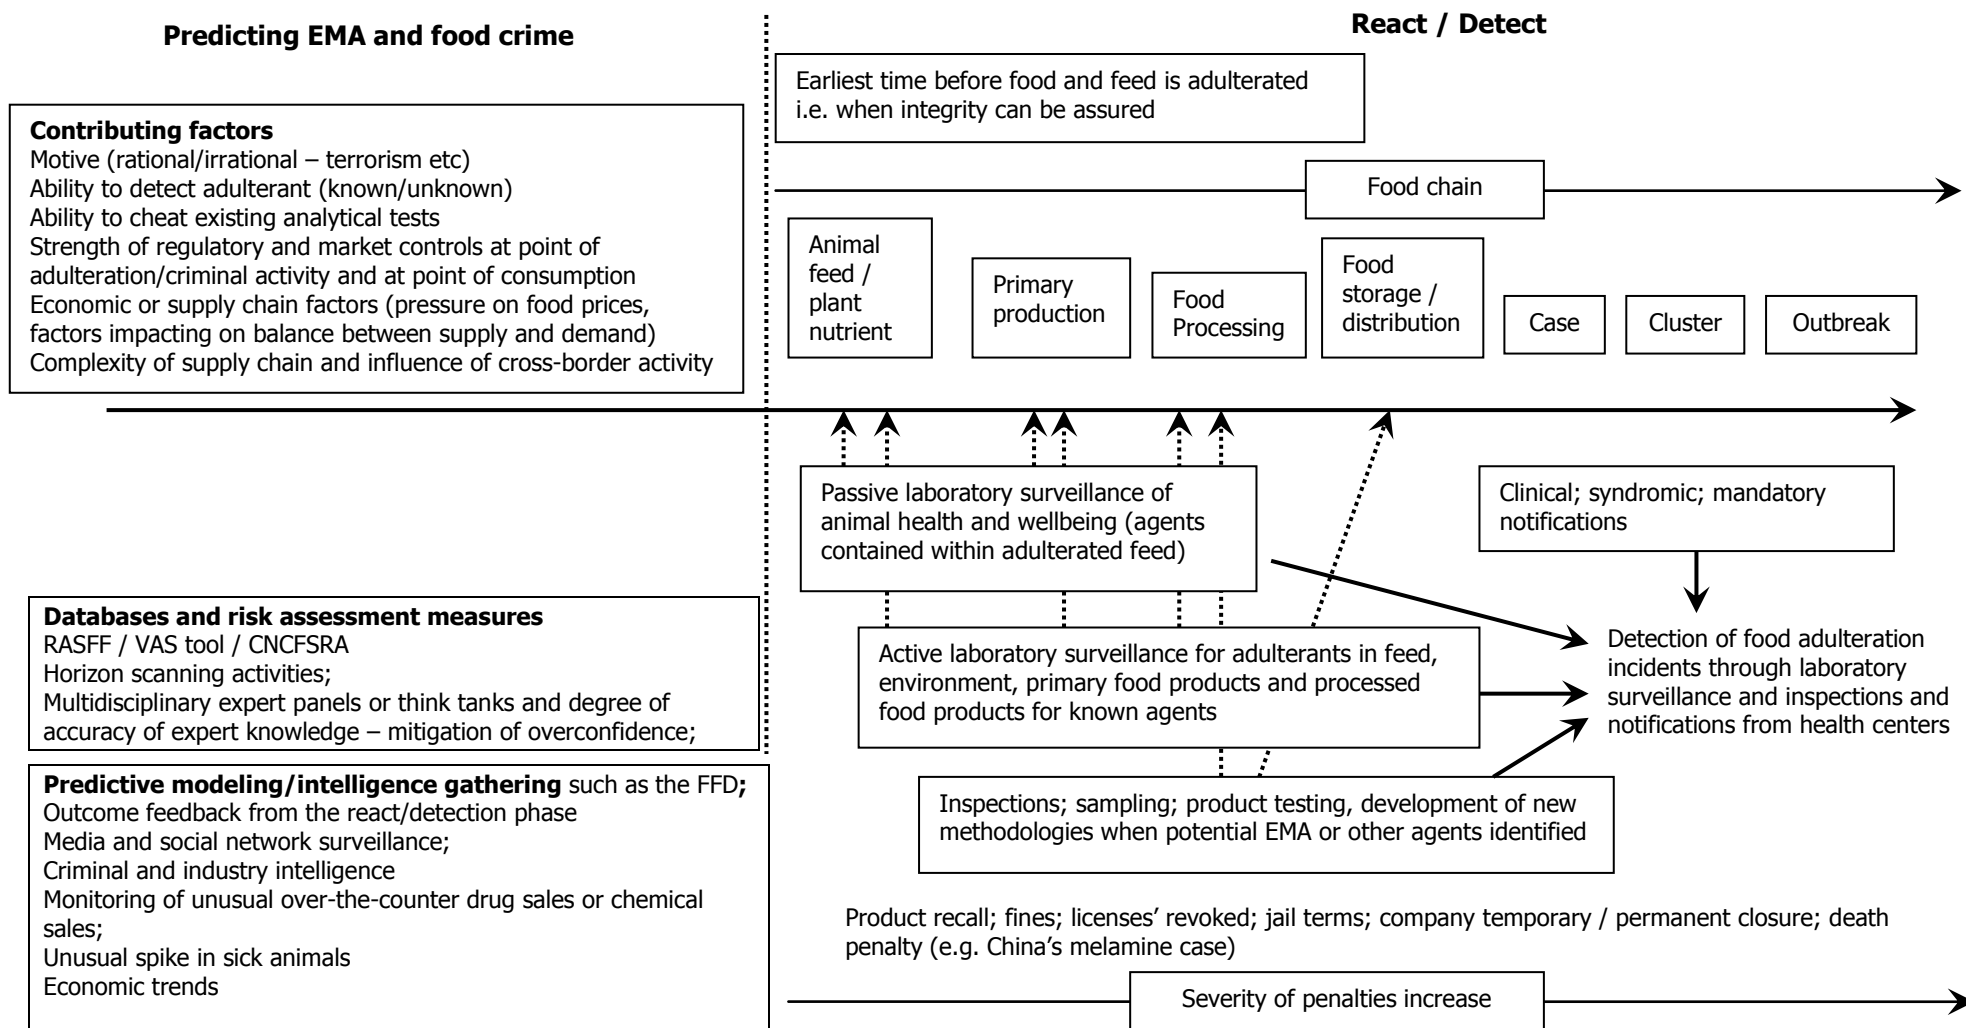 Predicting EMA and food crime
React / Detect
Contributing factors
Motive (rational/irrational – terrorism etc)
Ability to detect adulterant (known/unknown)
Ability to cheat existing analytical tests
Strength of regulatory and market controls at point of
adulteration/criminal activity and at point of consumption
Economic or supply chain factors (pressure on food prices,
factors impacting on balance between supply and demand)
Complexity of supply chain and influence of cross-border activity
Earliest time before food and feed is adulterated
i.e. when integrity can be assured
Food chain
Animal
feed /
plant
nutrient
Primary
production
Food
Processing
Food
storage /
distribution
Case
Cluster
Outbreak
Passive laboratory surveillance of
animal health and wellbeing (agents
contained within adulterated feed)
Clinical; syndromic; mandatory
notifications
Databases and risk assessment measures
RASFF / VAS tool / CNCFSRA
Horizon scanning activities;
Multidisciplinary expert panels or think tanks and degree of
accuracy of expert knowledge – mitigation of overconfidence;
Active laboratory surveillance for adulterants in feed,
environment, primary food products and processed
food products for known agents
Detection of food adulteration
incidents through laboratory
surveillance and inspections and
notifications from health centers
Predictive modeling/intelligence gathering such as the FFD;
Outcome feedback from the react/detection phase
Media and social network surveillance;
Criminal and industry intelligence
Monitoring of unusual over-the-counter drug sales or chemical
sales;
Unusual spike in sick animals
Economic trends
Inspections; sampling; product testing, development of new
methodologies when potential EMA or other agents identified
Product recall; fines; licenses’ revoked; jail terms; company temporary / permanent closure; death
penalty (e.g. China’s melamine case)
Severity of penalties increase